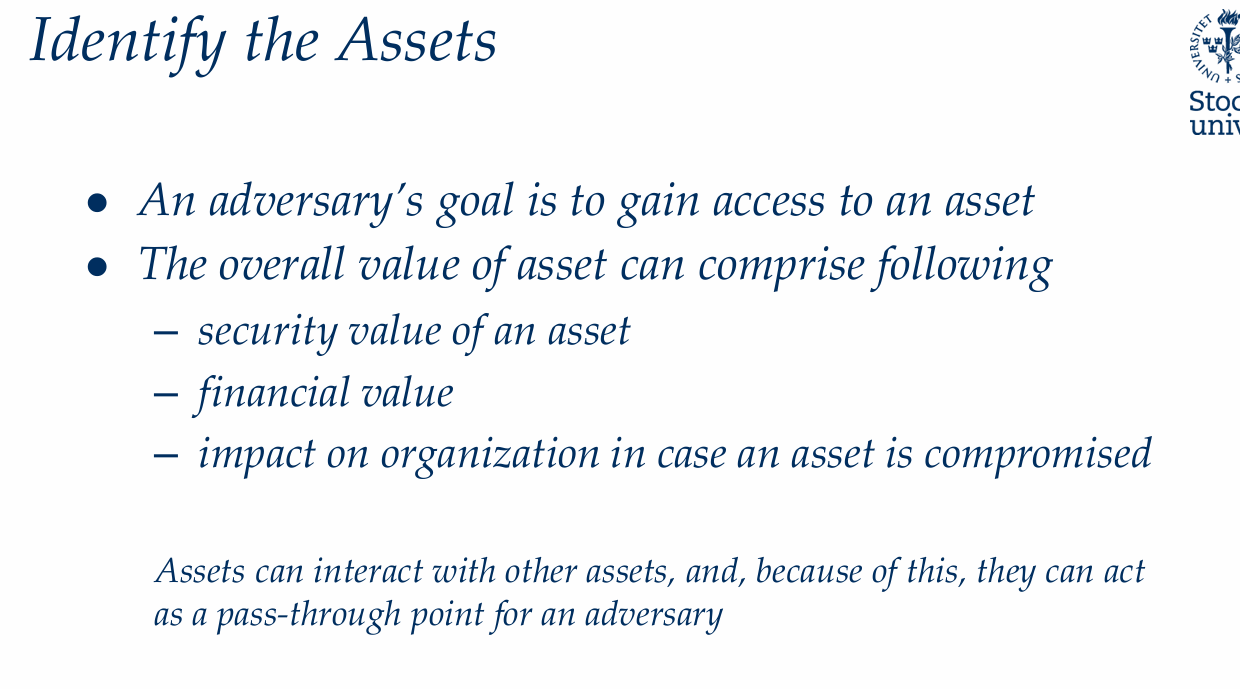 Identify the Assets
UNIVERSITET
Stoc
univ
● An adversary's goal is to gain access to an asset
● The overall value of asset can comprise following
– security value of an asset
– financial value
– impact on organization in case an asset is compromised
Assets can interact with other assets, and, because of this, they can act
as a pass-through point for an adversary